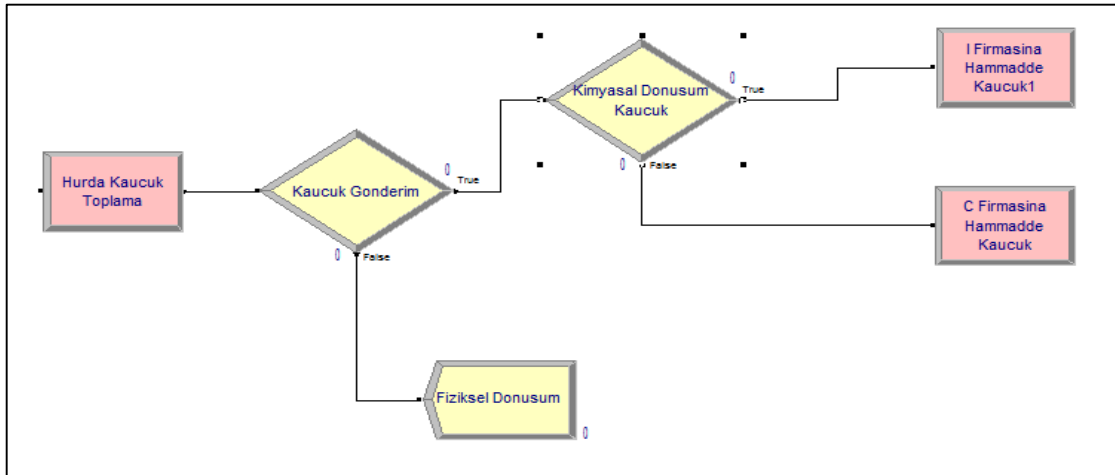 I Firmasina
Hammadde
Kaucuk1
0
True
Kimyasal Donusum
Kaucuk
0
False
0
True
Hurda Kaucuk
Toplama
Kaucuk Gonderim
C Firmasina
Hammadde
Kaucuk
0
False
Fiziksel Donusum
0